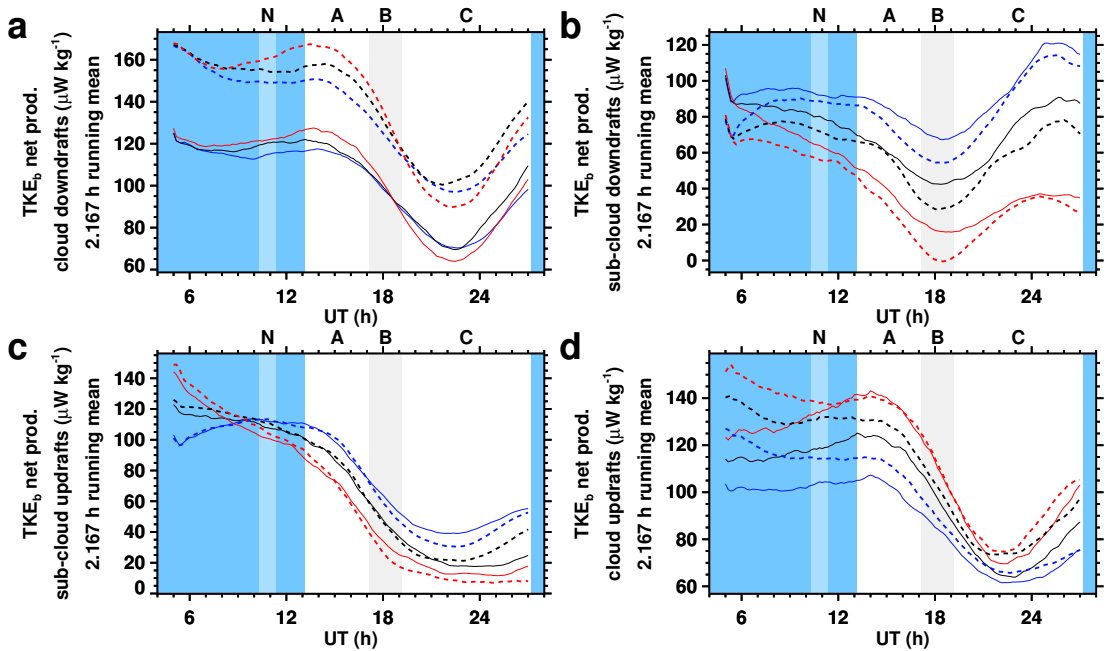 a
N A B C
TKEb net prod.
cloud downdrafts (μW kg-1)
2.167 h running mean
160
140
120
100
80
60
6 12 18 24
UT (h)
b
N A B C
TKEb net prod.
sub-cloud downdrafts (μW kg-1)
2.167 h running mean
120
100
80
60
40
20
0
6 12 18 24
UT (h)
c
N A B C
TKEb net prod.
sub-cloud updrafts (μW kg-1)
2.167 h running mean
140
120
100
80
60
40
20
0
6 12 18 24
UT (h)
d
N A B C
TKEb net prod.
cloud updrafts (μW kg-1)
2.167 h running mean
140
120
100
80
60
6 12 18 24
UT (h)